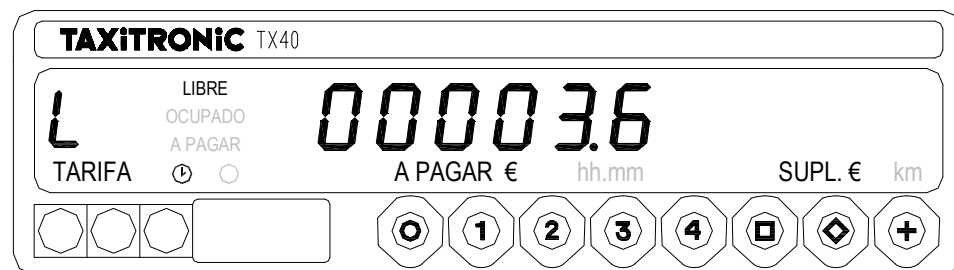 TAXiTRONiC TX40
LIBRE
L 00003.6
OCUPADO
A PAGAR
TARIFA A PAGAR € hh.mm SUPL. € km
1 2 3 4 +